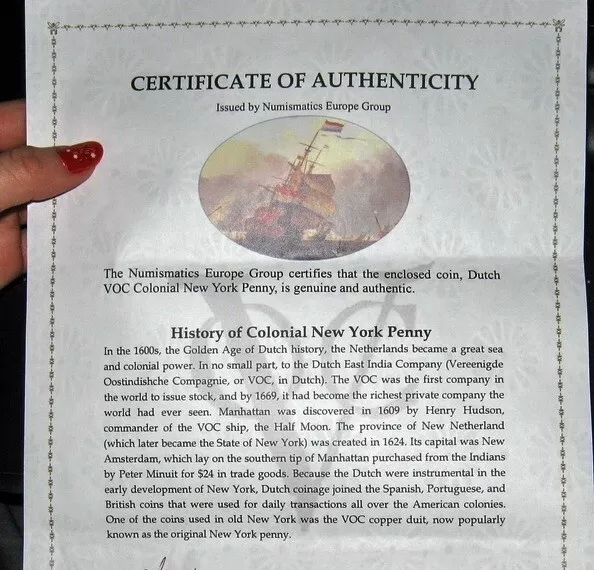 CERTIFICATE OF AUTHENTICITY
Issued by Numismatics Europe Group
The Numismatics Europe Group certifies that the enclosed coin, Dutch
VOC Colonial New York Penny, is genuine and authentic.
History of Colonial New York Penny
In the 1600s, the Golden Age of Dutch history, the Netherlands became a great sea
and colonial power. In no small part, to the Dutch East India Company (Vereenigde
Oostindishche Compagnie, or VOC, in Dutch). The VOC was the first company in
the world to issue stock, and by 1669, it had become the richest private company the
world had ever seen. Manhattan was discovered in 1609 by Henry Hudson,
commander of the VOC ship, the Half Moon. The province of New Netherland
(which later became the State of New York) was created in 1624. Its capital was New
Amsterdam, which lay on the southern tip of Manhattan purchased from the Indians
by Peter Minuit for $24 in trade goods. Because the Dutch were instrumental in the
early development of New York, Dutch coinage joined the Spanish, Portuguese, and
British coins that were used for daily transactions all over the American colonies.
One of the coins used in old New York was the VOC copper duit, now popularly
known as the original New York penny.